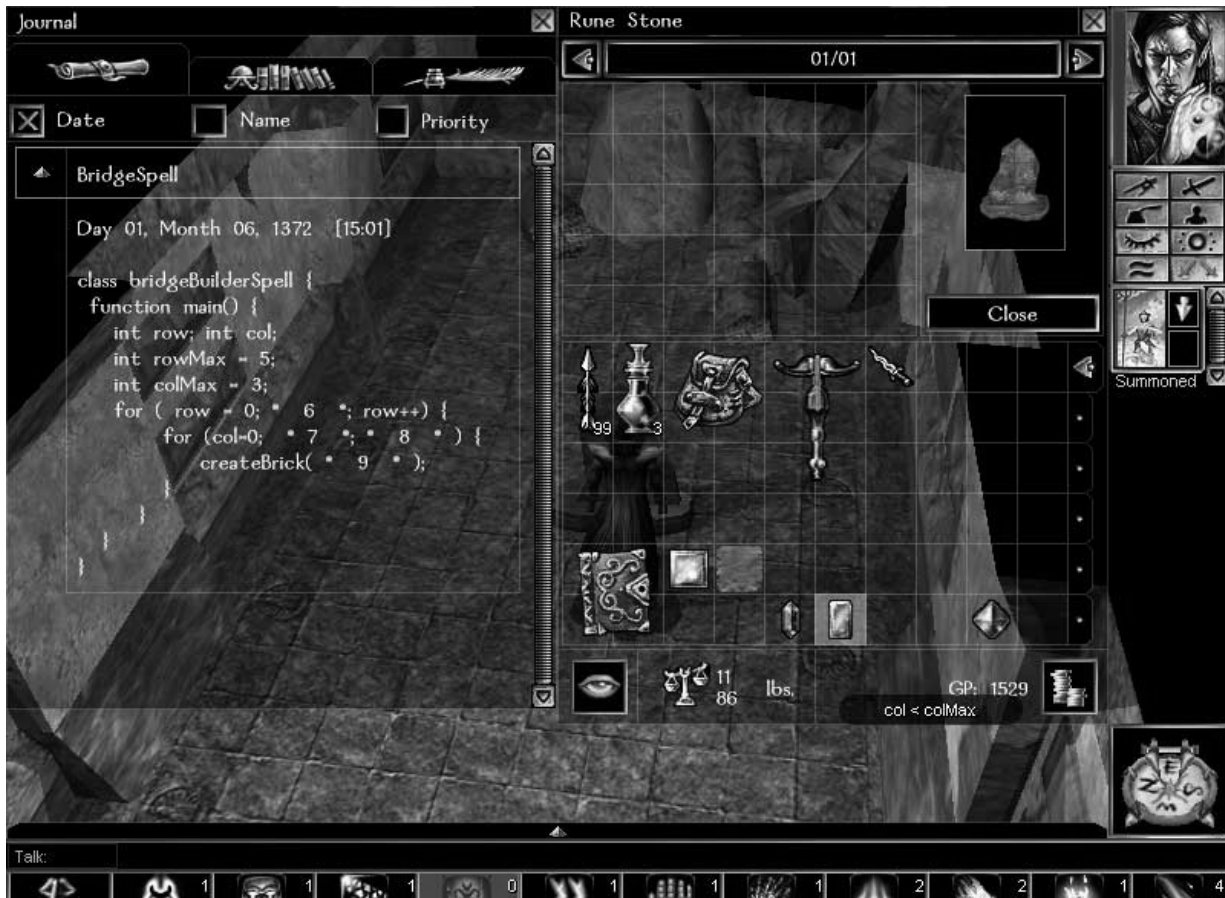 Journal
Date Name Priority
BridgeSpell
Day 01, Month 06, 1372 [15:01]
class bridgeBuilderSpell {
function main() {
int row; int col;
int rowMax = 5;
int colMax = 3;
for ( row = 0; * 6 *; row++) {
for (col=0; * 7 *; * 8 * ) {
createBrick( * 9 * );
}
}
}
}
Rune Stone
01/01
Close
99
3
11
86
lbs.
GP: 1529
col < colMax
Summoned
N E S W
Talk:
1 1 1 0 1 1 1 2 2 1 4